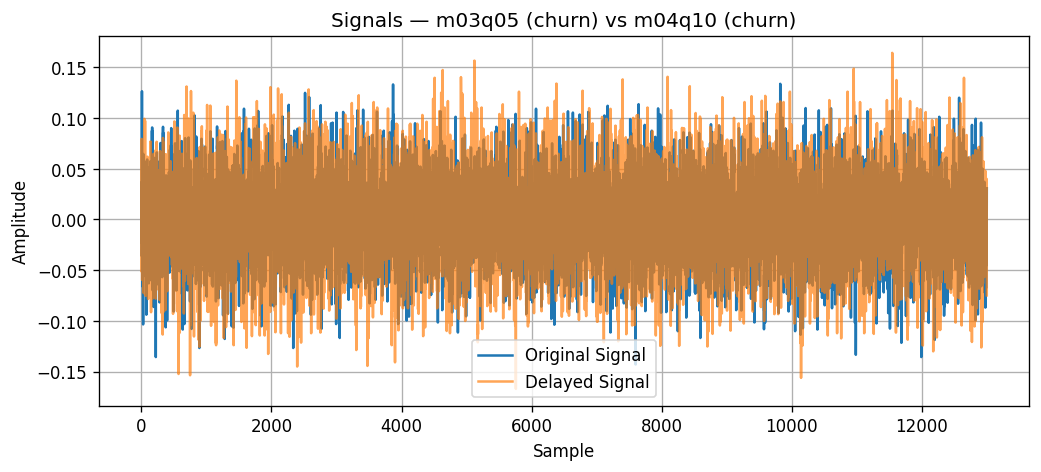 Signals — m03q05 (churn) vs m04q10 (churn)
0.15
0.10
0.05
0.00
−0.05
−0.10
−0.15
Amplitude
Original Signal
Delayed Signal
0 2000 4000 6000 8000 10000 12000
Sample